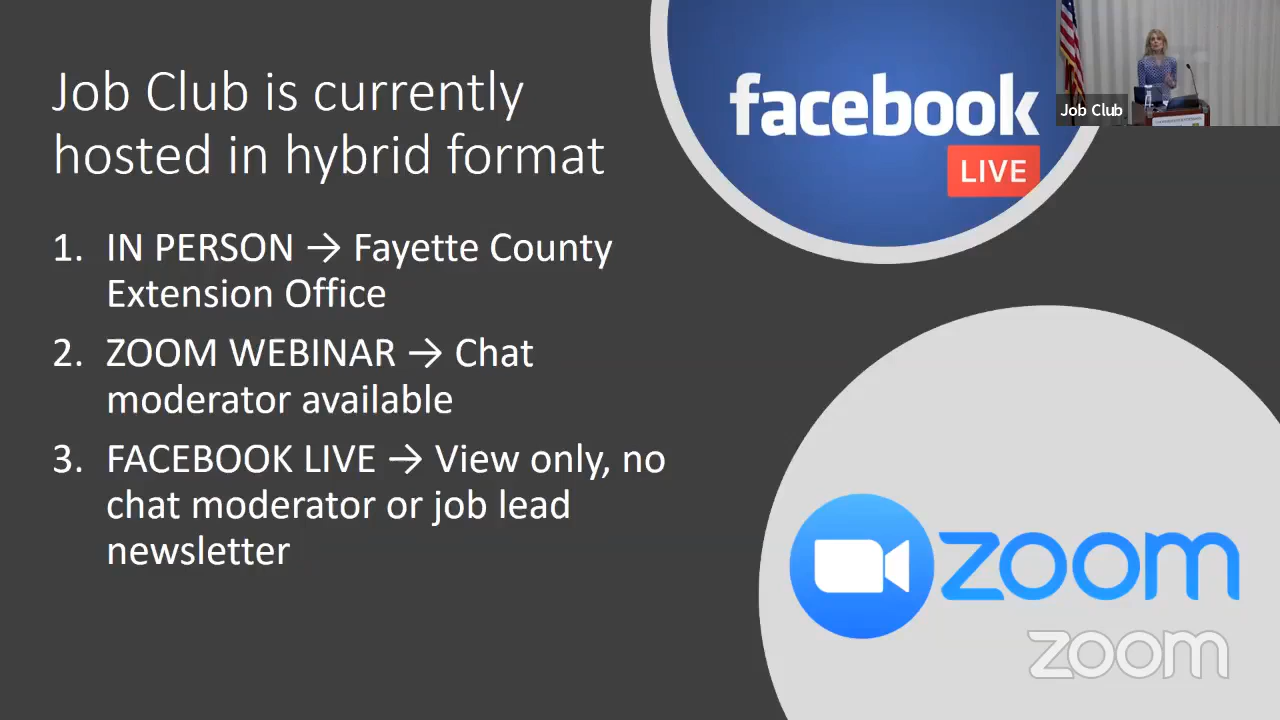 Job Club is currently
hosted in hybrid format
1. IN PERSON → Fayette County
Extension Office
2. ZOOM WEBINAR → Chat
moderator available
3. FACEBOOK LIVE → View only, no
chat moderator or job lead
newsletter
facebook
LIVE
Job Club
zoom
zoom